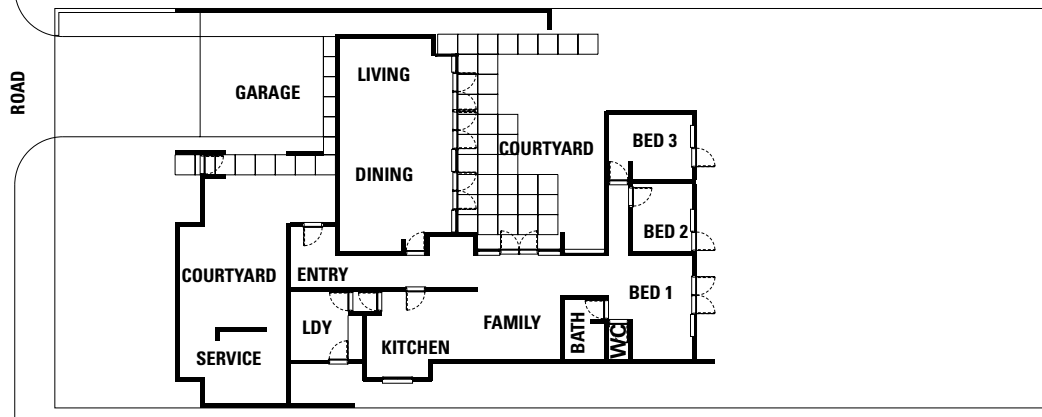 ROAD
GARAGE
LIVING
DINING
COURTYARD
BED 3
BED 2
BED 1
COURTYARD
ENTRY
LDY
KITCHEN
FAMILY
BATH
WC
SERVICE